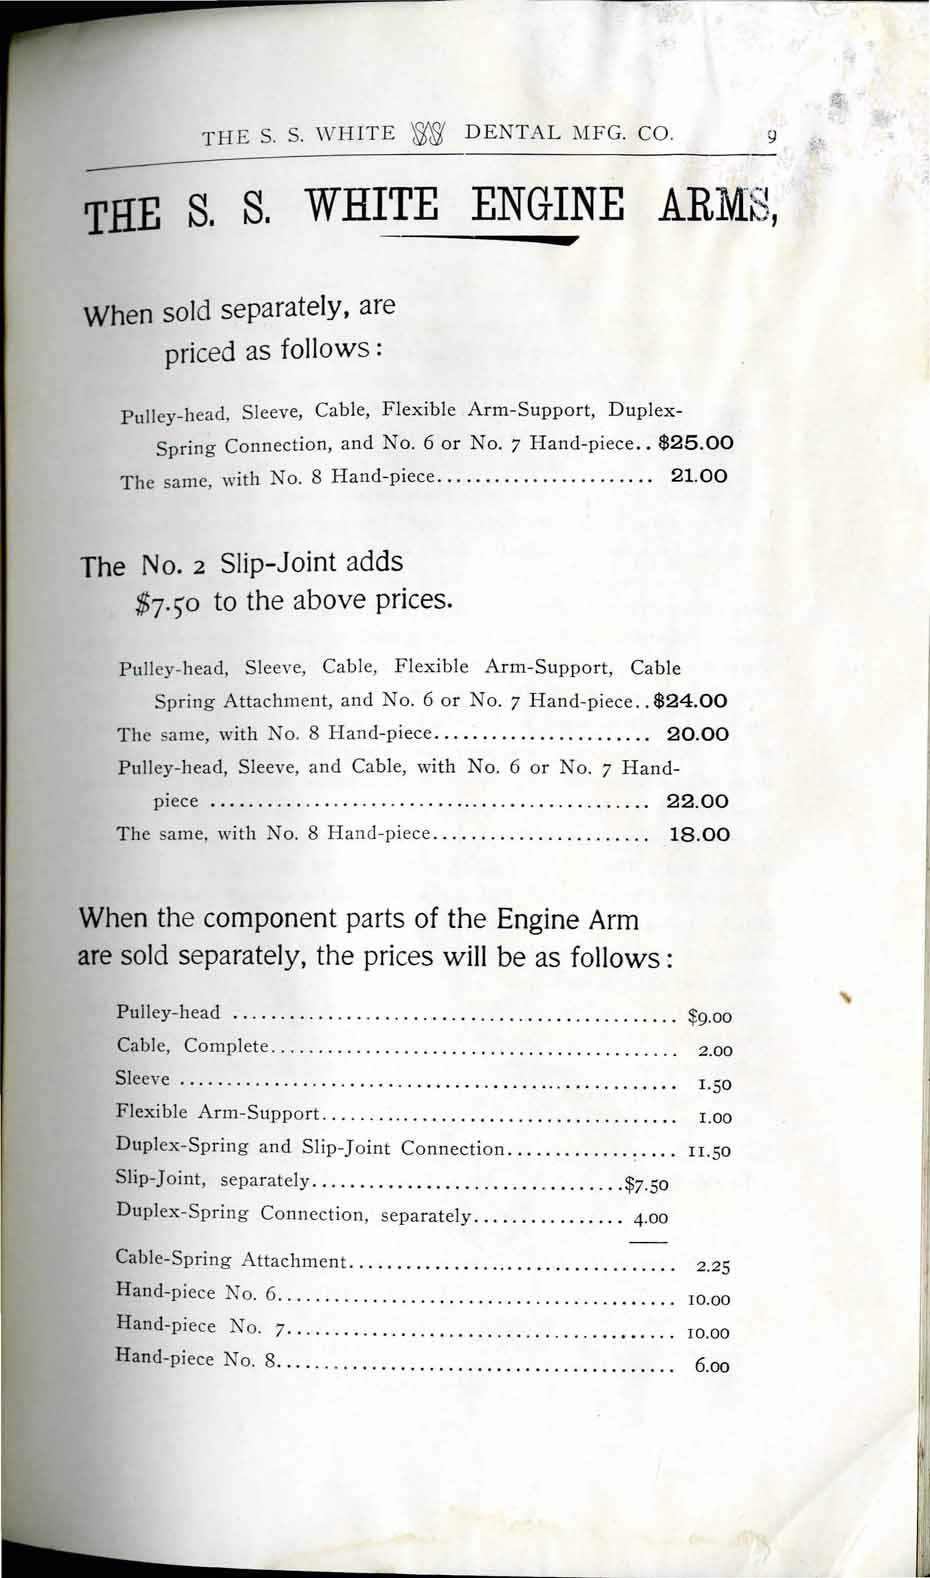 THE S. S. WHITE SSW DENTAL MFG. CO. 9
THE S. S. WHITE ENGINE ARMS,
When sold separately, are
priced as follows:
Pulley-head, Sleeve, Cable, Flexible Arm-Support, Duplex-
Spring Connection, and No. 6 or No. 7 Hand-piece.. $25.00
The same, with No. 8 Hand-piece....................... 21.00
The No. 2 Slip-Joint adds
$7.50 to the above prices.
Pulley-head, Sleeve, Cable, Flexible Arm-Support, Cable
Spring Attachment, and No. 6 or No. 7 Hand-piece.. $24.00
The same, with No. 8 Hand-piece....................... 20.00
Pulley-head, Sleeve, and Cable, with No. 6 or No. 7 Hand-
piece .............................................. 22.00
The same, with No. 8 Hand-piece....................... 18.00
When the component parts of the Engine Arm
are sold separately, the prices will be as follows:
Pulley-head ............................................... $9.00
Cable, Complete........................................... 2.00
Sleeve .................................................... 1.50
Flexible Arm-Support...................................... 1.00
Duplex-Spring and Slip-Joint Connection.................. 11.50
Slip-Joint, separately.................................$7.50
Duplex-Spring Connection, separately................ 4.00
Cable-Spring Attachment................................... 2.25
Hand-piece No. 6.......................................... 10.00
Hand-piece No. 7......................................... 10.00
Hand-piece No. 8.......................................... 6.00